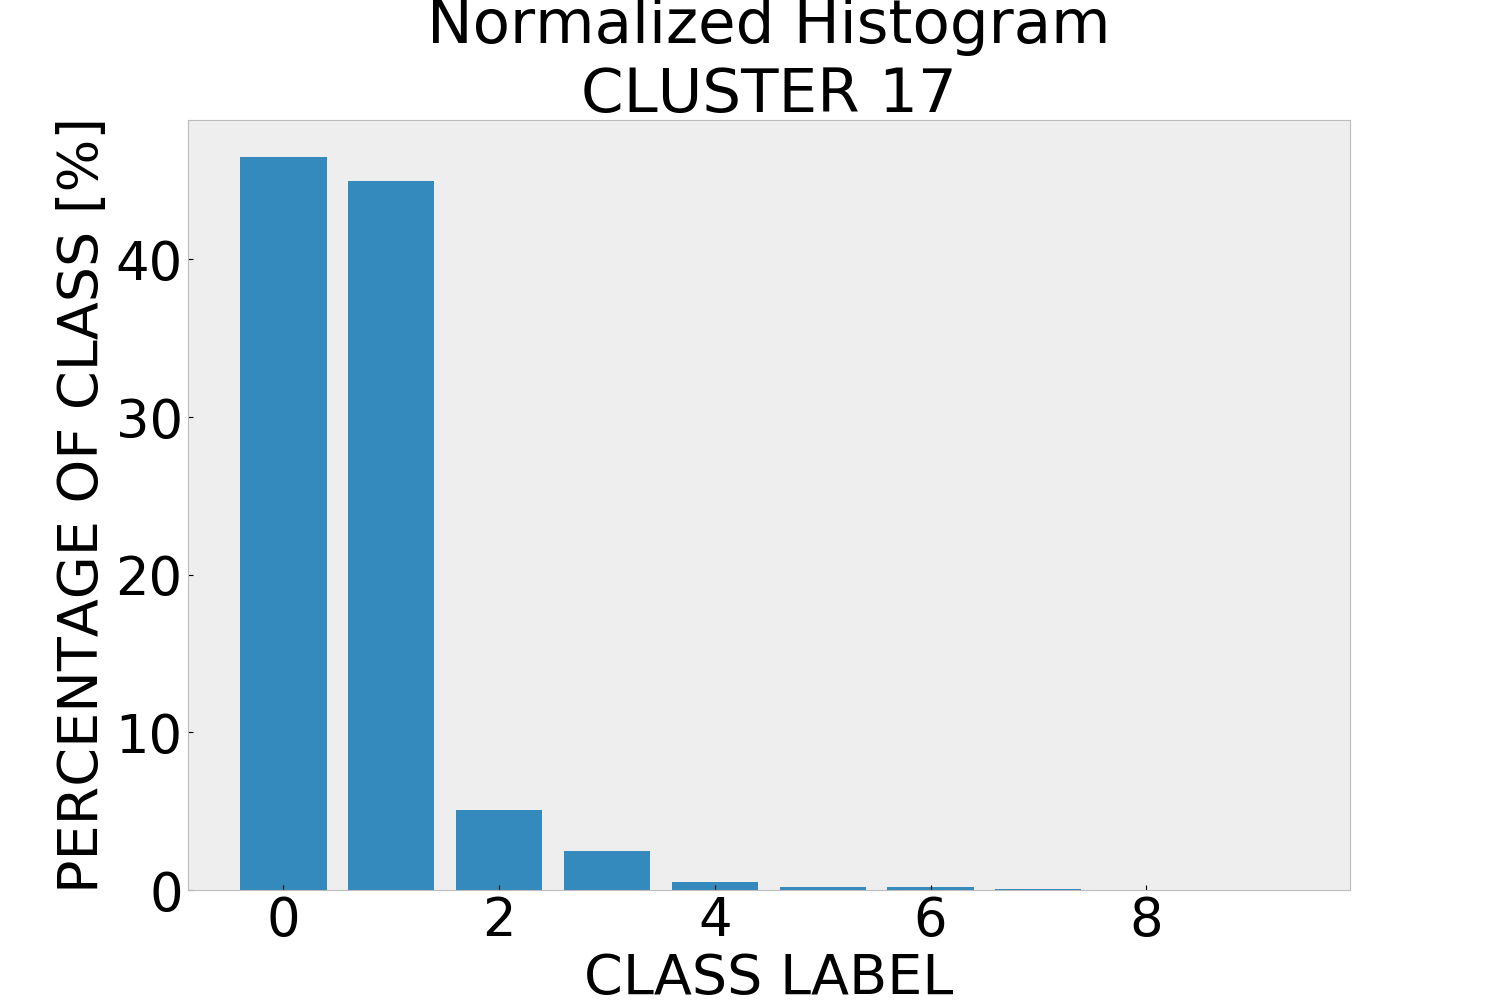 Normalized Histogram
CLUSTER 17
PERCENTAGE OF CLASS [%]
40
30
20
10
0
0 2 4 6 8
CLASS LABEL